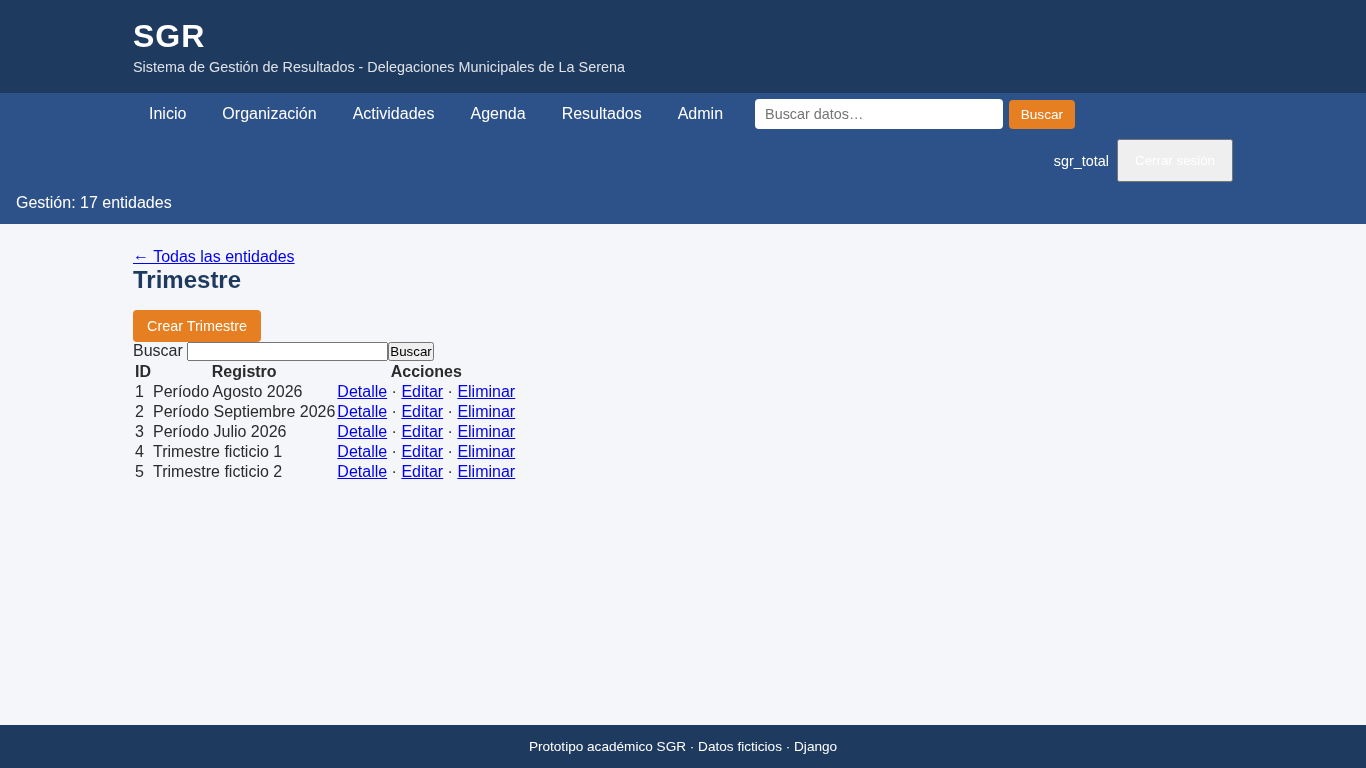 SGR
Sistema de Gestión de Resultados - Delegaciones Municipales de La Serena
Inicio Organización Actividades Agenda Resultados Admin Buscar datos… Buscar
sgr_total Cerrar sesión
Gestión: 17 entidades
← Todas las entidades
Trimestre
Crear Trimestre
Buscar Buscar
ID Registro Acciones
1 Período Agosto 2026 Detalle · Editar · Eliminar
2 Período Septiembre 2026 Detalle · Editar · Eliminar
3 Período Julio 2026 Detalle · Editar · Eliminar
4 Trimestre ficticio 1 Detalle · Editar · Eliminar
5 Trimestre ficticio 2 Detalle · Editar · Eliminar
Prototipo académico SGR · Datos ficticios · Django